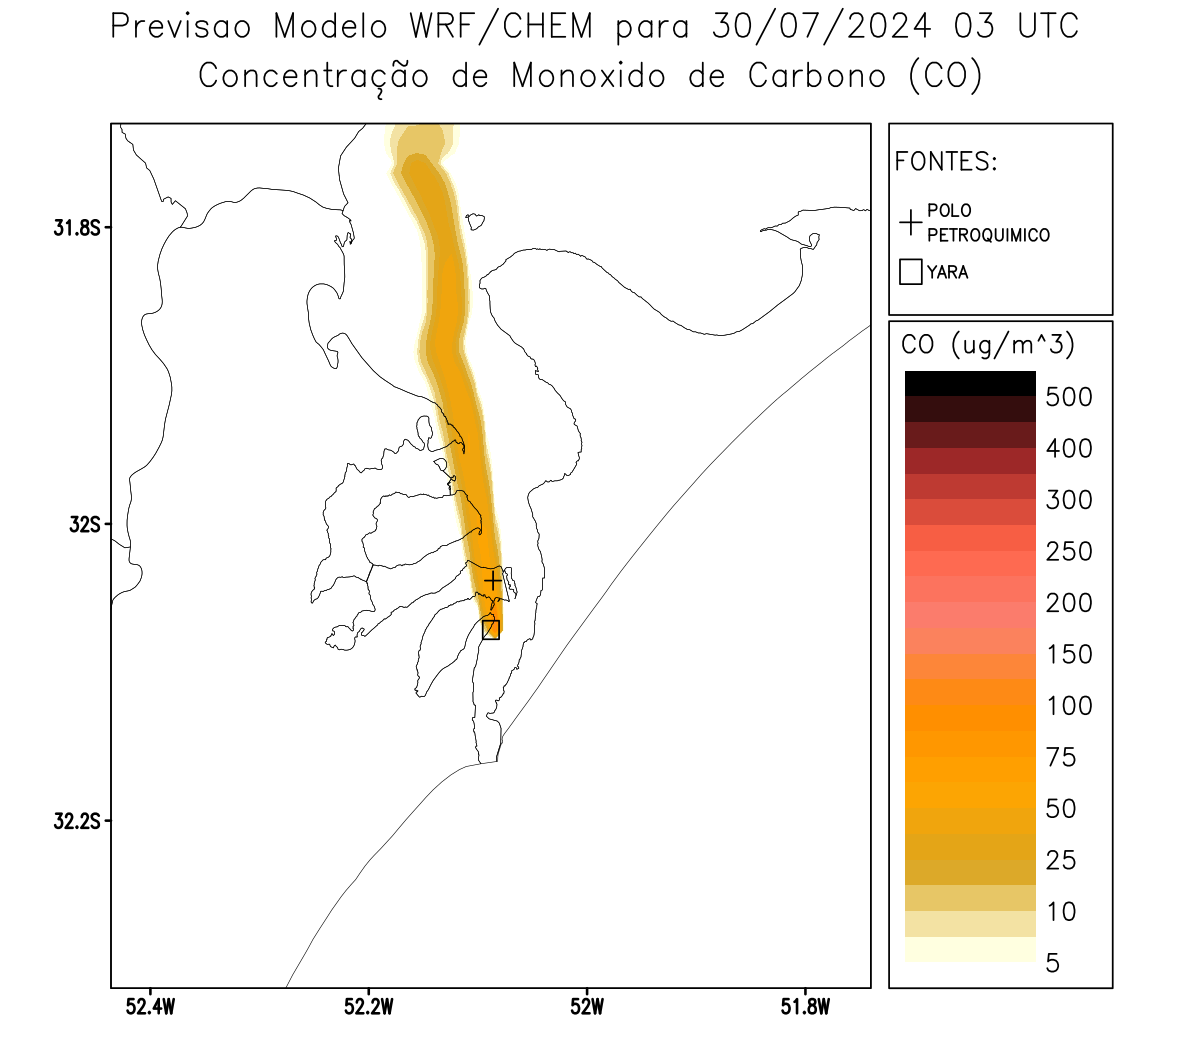 Previsao Modelo WRF/CHEM para 30/07/2024 03 UTC
Concentração de Monoxido de Carbono (CO)
FONTES:
POLO
PETROQUIMICO
YARA
CO (ug/m^3)
500
400
300
250
200
150
100
75
50
25
10
5
31.8S
32S
32.2S
52.4W
52.2W
52W
51.8W